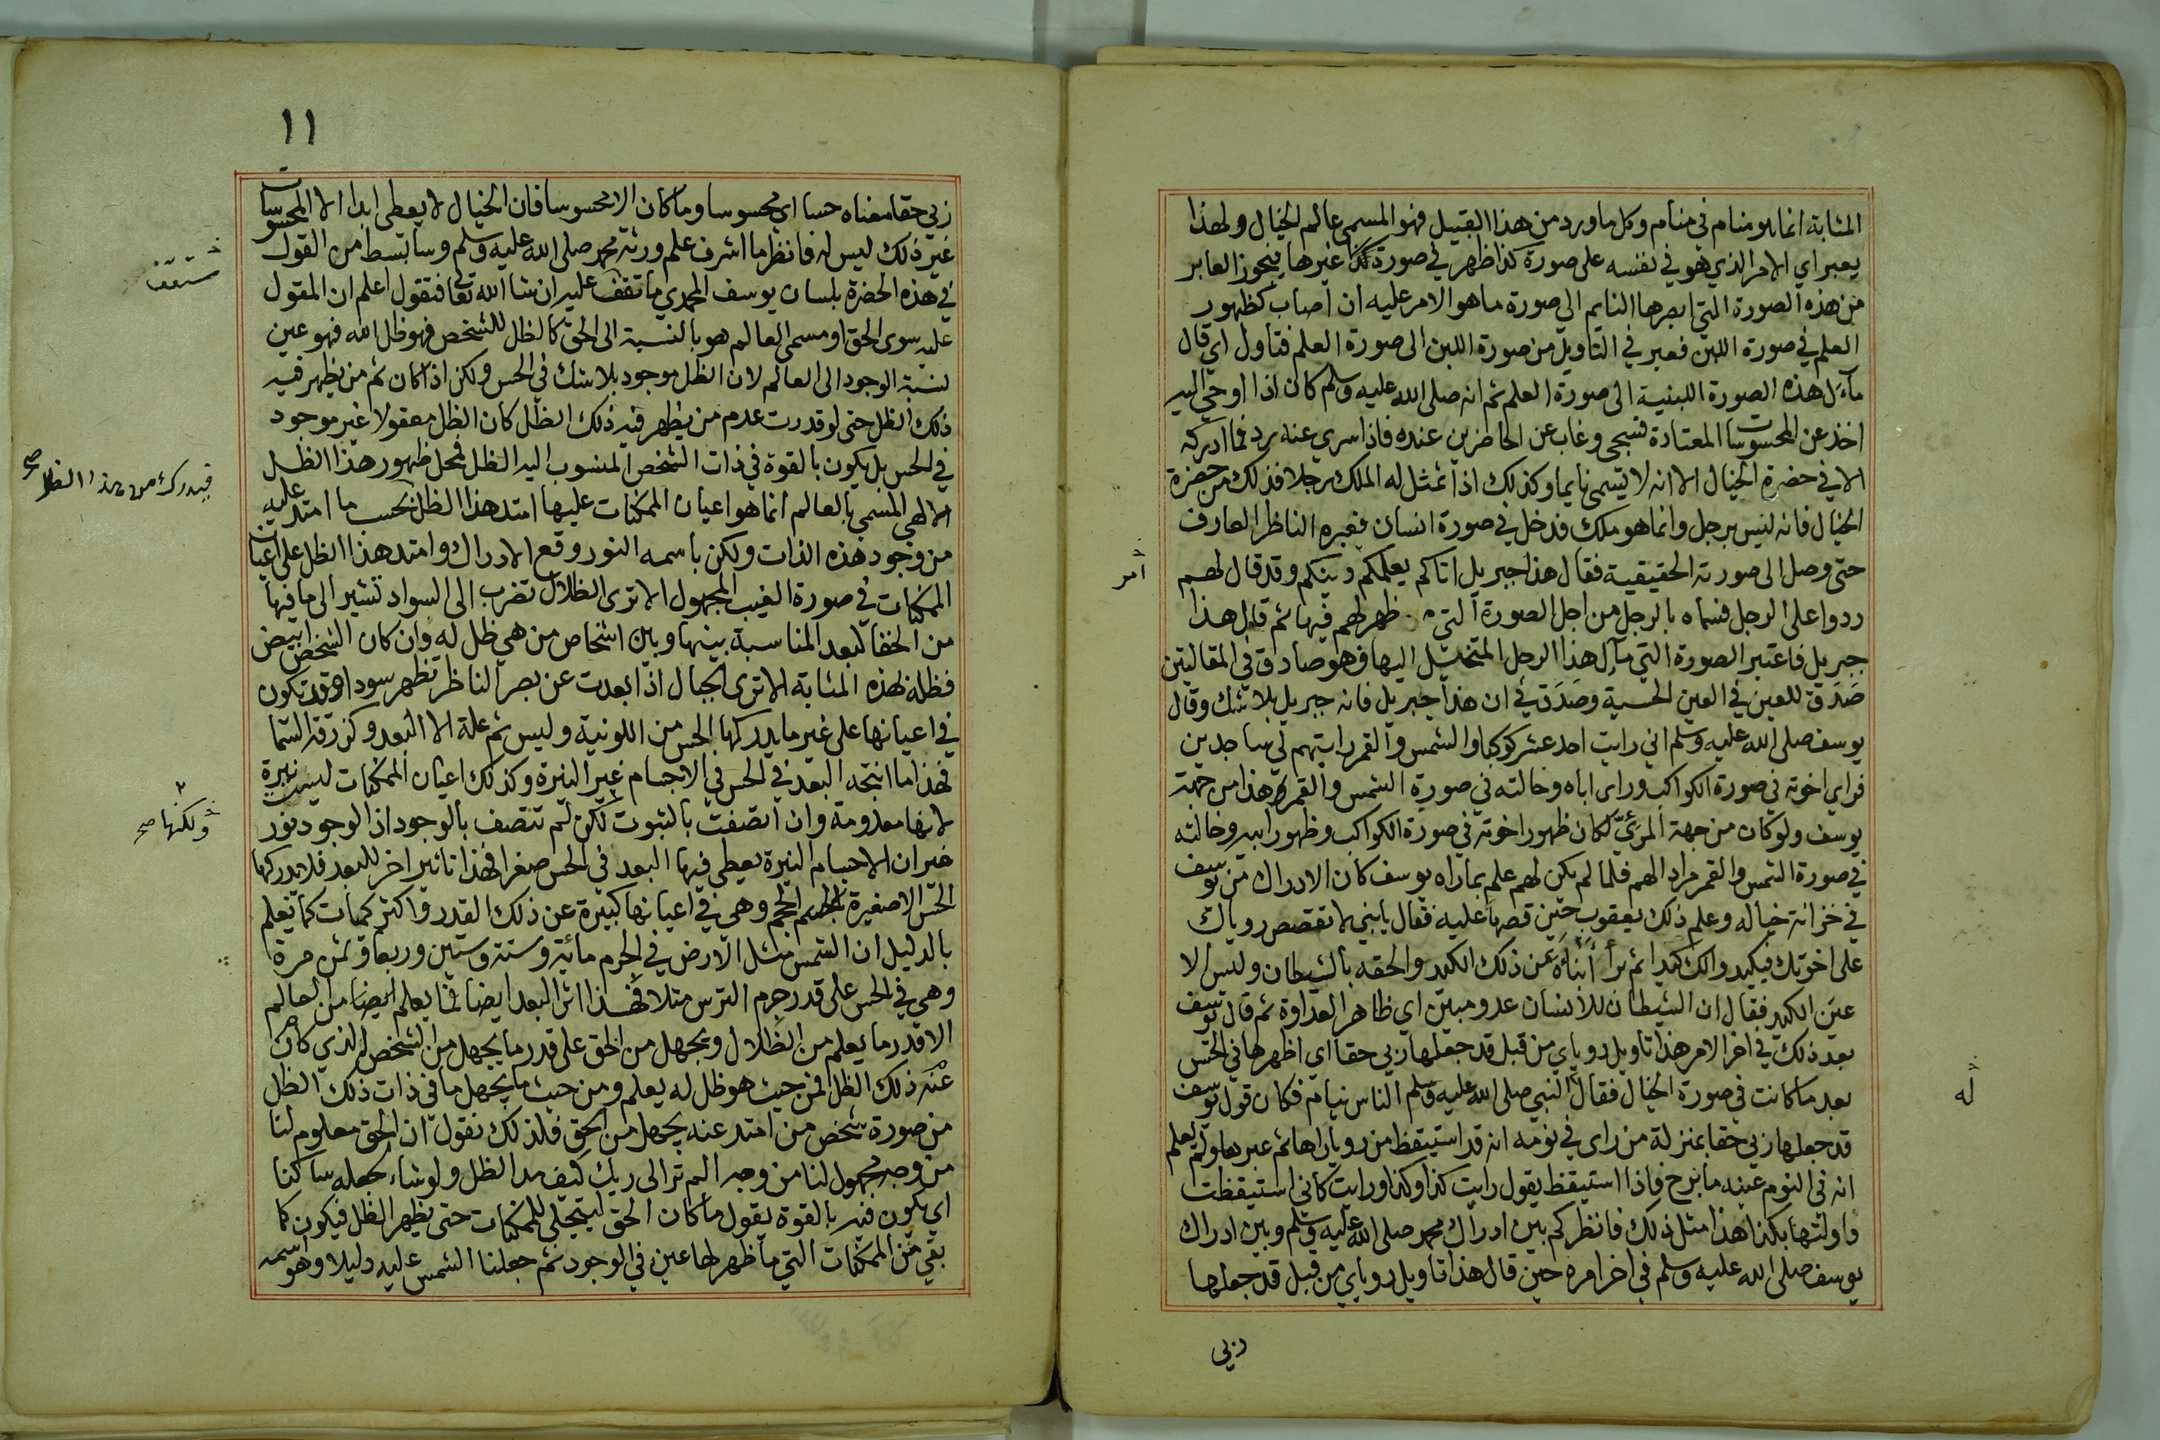 المثابة انما هو منام في منام وكل ما ورد من هذا القبيل فهو المسمى عالم الخيال ولهذا
يعبر اي الامر الذي هو في نفسه على صورة كذا ظهر في صورة كذا غيرها فيجوز العابر
من هذه الصورة التي ابصرها النايم الى صورة ما هو الامر عليه ان اصاب كظهور
العلم في صورة اللبن فعبر في التاويل من صورة اللبن الى صورة العلم فتاول اي قال
مآل هذه الصورة اللبنية الى صورة العلم ثم انه صلى الله عليه وسلم كان اذا اوحي اليه
اخذ عن المحسوسات المعتادة فسجى وغاب عن الحاضرين عنده فاذا سري عنه رد فما ادركه
الا في حضرة الخيال الا انه لا يسمى نايما وكذلك اذا تمثل له الملك رجلا فذلك من حضرة
الخيال فانه ليس برجل وانما هو ملك فدخل في صورة انسان فعبره الناظر العارف
حتى وصل الى صورته الحقيقية فقال هذا جبريل اتاكم يعلمكم دينكم وقد قال لهم
ردوا على الرجل فسماه بالرجل من اجل الصورة التي ظهر لهم فيها ثم قال هذا
جبريل فاعتبر الصورة التي مآل هذا الرجل المتخيل اليها فهو صادق في المقالتين
صدق للعين في العين الحسية وصدق في ان هذا جبريل فانه جبريل بلا شك وقال
يوسف صلى الله عليه وسلم اني رايت احد عشر كوكبا والشمس والقمر رايتهم لي ساجدين
فراي اخوته في صورة الكواكب وراى اباه وخالته في صورة الشمس والقمر هذا من جهة
يوسف ولو كان من جهة المرئي لكان ظهور اخوته في صورة الكواكب وظهور ابيه وخالته
في صورة الشمس والقمر مرادا لهم فلما لم يكن لهم علم بما راه يوسف كان الادراك من يوسف
في خزانة خياله وعلم ذلك يعقوب حين قصها عليه فقال يا بني لا تقصص روياك
على اخوتك فيكيدوا لك كيدا ثم برأ أبناءه عن ذلك الكيد والحقه بالشيطان وليس الا
عين الكيد فقال ان الشيطان للانسان عدو مبين اي ظاهر العداوة ثم قال يوسف
بعد ذلك في اخر الامر هذا تاويل روياي من قبل قد جعلها ربي حقا اي اظهرها في الحس
بعد ما كانت في صورة الخيال فقال النبي صلى الله عليه وسلم الناس نيام فكان قول يوسف
قد جعلها ربي حقا بمنزلة من راى في نومه انه قد استيقظ من رويا راها ثم عبرها ولم يعلم
انه في النوم عينه ما برح فاذا استيقظ يقول رايت كذا وكذا ورايت كاني استيقظت
واولتها بكذا هذا مثل ذلك فانظر كم بين ادراك محمد صلى الله عليه وسلم وبين ادراك
يوسف صلى الله عليه وسلم في اخر امره حين قال هذا تاويل روياي من قبل قد جعلها
ربي
له
١١
ربي حقا معناه حسا اي محسوسا وما كان الا محسوسا فان الخيال لا يعطي ابدا الا المحسوسات
غير ذلك ليس له فانظر ما اشرف علم ورثة محمد صلى الله عليه وسلم وسابسط من القول
في هذه الحضرة بلسان يوسف المحمدي ما تقف عليه ان شا الله تعالى فنقول اعلم ان المقول
عليه سوى الحق او مسمى العالم هو بالنسبة الى الحق كالظل للشخص فهو ظل الله فهو عين
نسبة الوجود الى العالم لان الظل موجود بلا شك في الحس ولكن اذا كان ثم من يظهر فيه
ذلك الظل حتى لو قدرت عدم من يظهر فيه ذلك الظل كان الظل معقولا غير موجود
في الحس بل يكون بالقوة في ذات الشخص المنسوب اليه الظل فمحل ظهور هذا الظل
الالهي المسمى بالعالم انما هو اعيان الممكنات عليها امتد هذا الظل بحسب ما امتد عليه
من وجود هذه الذات ولكن باسمه النور وقع الادراك وامتد هذا الظل على اعيان
الممكنات في صورة الغيب المجهول الا ترى الظلال تضرب الى السواد تشير الى ما فيها
من الخفا لبعد المناسبة بينها وبين اشخاص من هي ظل له وان كان الشخص ابيض
فظله بهذه المثابة الا ترى الجبال اذا بعدت عن بصر الناظر تظهر سودا وقد تكون
في اعيانها على غير ما يدركها الحس من اللونية وليس ثم علة الا البعد وكزرقة السما
فهذا ما انتجه البعد في الحس في الاجسام غير النيرة وكذلك اعيان الممكنات ليست نيرة
لانها معدومة وان اتصفت بالثبوت لكن لم تتصف بالوجود اذ الوجود نور
غير ان الاجسام النيرة يعطي فيها البعد في الحس صغرا فهذا تاثير اخر للبعد فلا يدركها
الحس الا صغيرة الحجم وهي في اعيانها كبيرة عن ذلك القدر واكثر كميات كما تعلم
بالدليل ان الشمس مثل الارض في الجرم مائة وستة وستين وربعا وثمن مرة
وهي في الحس على قدر جرم الترس مثلا فهذا اثر البعد ايضا فما يعلم ايضا من العالم
الا قدر ما يعلم من الظلال ويجهل من الحق على قدر ما يجهل من الشخص الذي كان
عنه ذلك الظل فمن حيث هو ظل له يعلم ومن حيث ما يجهل ما في ذات ذلك الظل
من صورة شخص من امتد عنه يجهل من الحق فلذلك نقول ان الحق معلوم لنا
من وجه مجهول لنا من وجه الم تر الى ربك كيف مد الظل ولو شاء لجعله ساكنا
اي يكون فيه بالقوة يقول ما كان الحق ليتجلى للممكنات حتى يظهر الظل فيكون كما
بقي من الممكنات التي ما ظهر لها عين في الوجود ثم جعلنا الشمس عليه دليلا وهو اسمه
فيدرك من هذا الظل صح
ولكنها صح